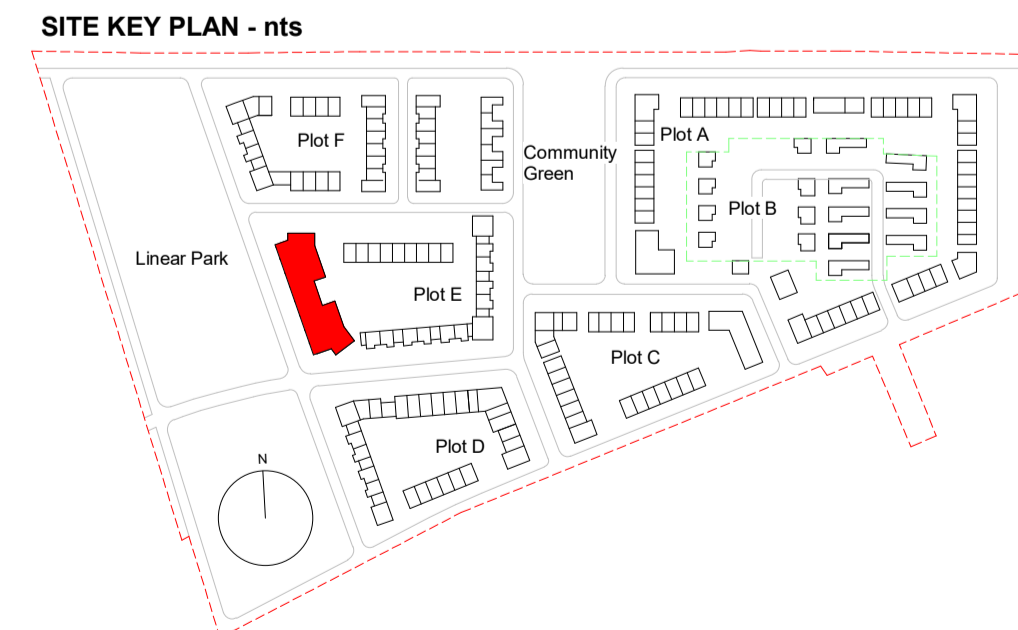 SITE KEY PLAN - nts
Plot F
Plot A
Community
Green
Plot B
Linear Park
Plot E
Plot C
Plot D
N